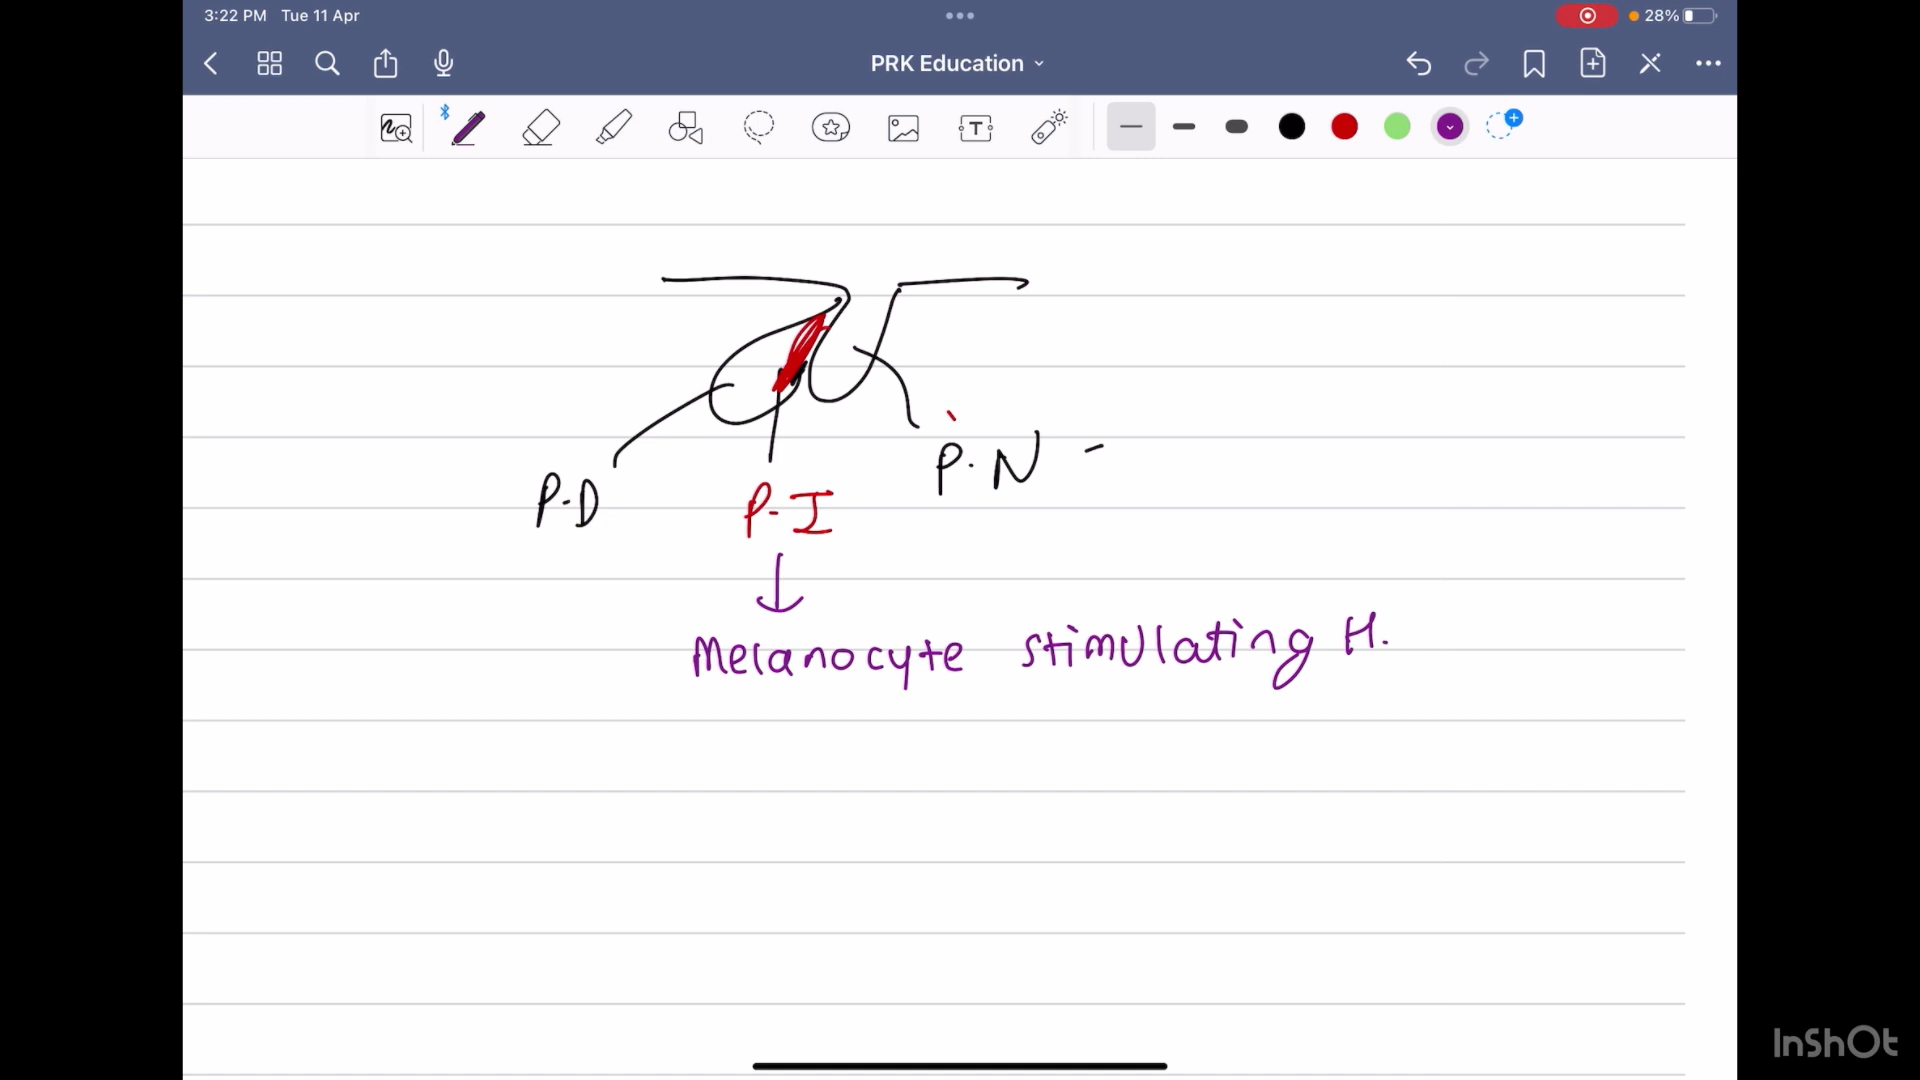 3:22 PM Tue 11 Apr
28%
PRK Education
T
P.N -
P-D
P-I
Melanocyte stimulating H.
InShOt